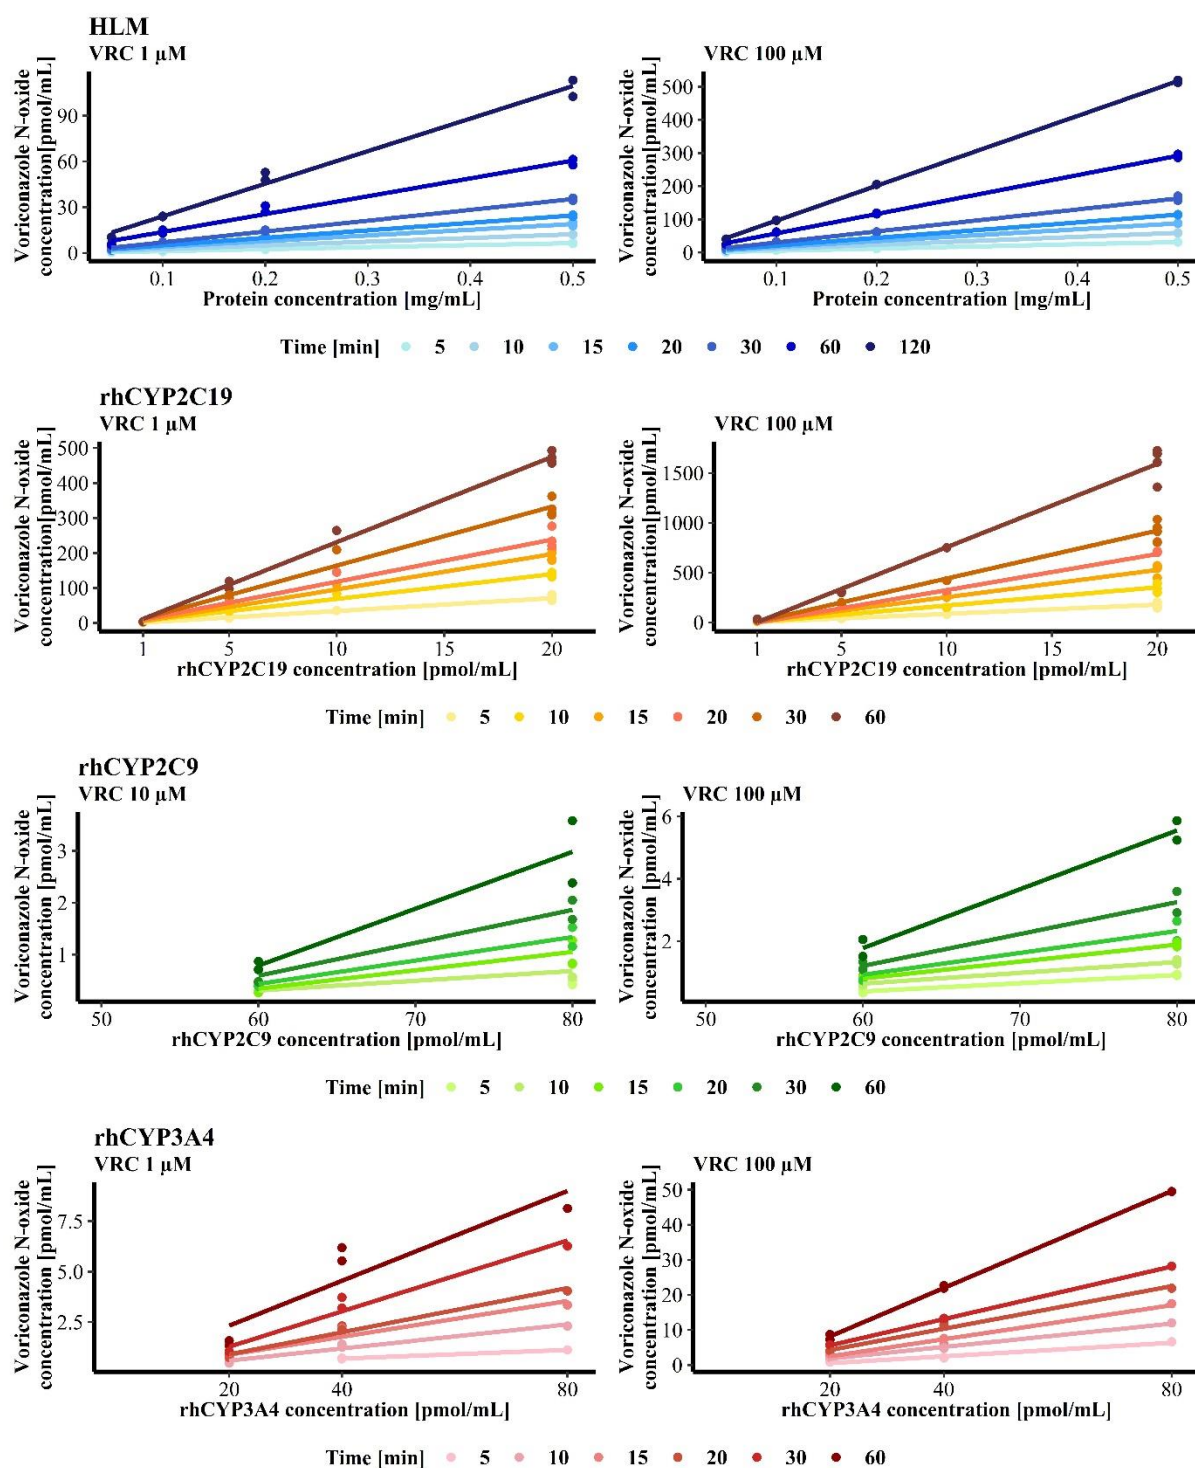 HLM
VRC 1 µM
VRC 100 µM
Voriconazole N-oxide
concentration[pmol/mL]
90
60
30
0
0.1
0.2
0.3
0.4
0.5
Protein concentration [mg/mL]
Voriconazole N-oxide
concentration[pmol/mL]
500
400
300
200
100
0
0.1
0.2
0.3
0.4
0.5
Protein concentration [mg/mL]
Time [min] 5 10 15 20 30 60 120
rhCYP2C19
VRC 1 µM
VRC 100 µM
Voriconazole N-oxide
concentration[pmol/mL]
500
400
300
200
100
0
1
5
10
15
20
rhCYP2C19 concentration [pmol/mL]
Voriconazole N-oxide
concentration[pmol/mL]
1500
1000
500
0
1
5
10
15
20
rhCYP2C19 concentration [pmol/mL]
Time [min] 5 10 15 20 30 60
rhCYP2C9
VRC 10 µM
VRC 100 µM
Voriconazole N-oxide
concentration [pmol/mL]
3
2
1
50
60
70
80
rhCYP2C9 concentration [pmol/mL]
Voriconazole N-oxide
concentration [pmol/mL]
6
4
2
50
60
70
80
rhCYP2C9 concentration [pmol/mL]
Time [min] 5 10 15 20 30 60
rhCYP3A4
VRC 1 µM
VRC 100 µM
Voriconazole N-oxide
concentration [pmol/mL]
7.5
5.0
2.5
20
40
80
rhCYP3A4 concentration [pmol/mL]
Voriconazole N-oxide
concentration [pmol/mL]
50
40
30
20
10
0
20
40
80
rhCYP3A4 concentration [pmol/mL]
Time [min] 5 10 15 20 30 60